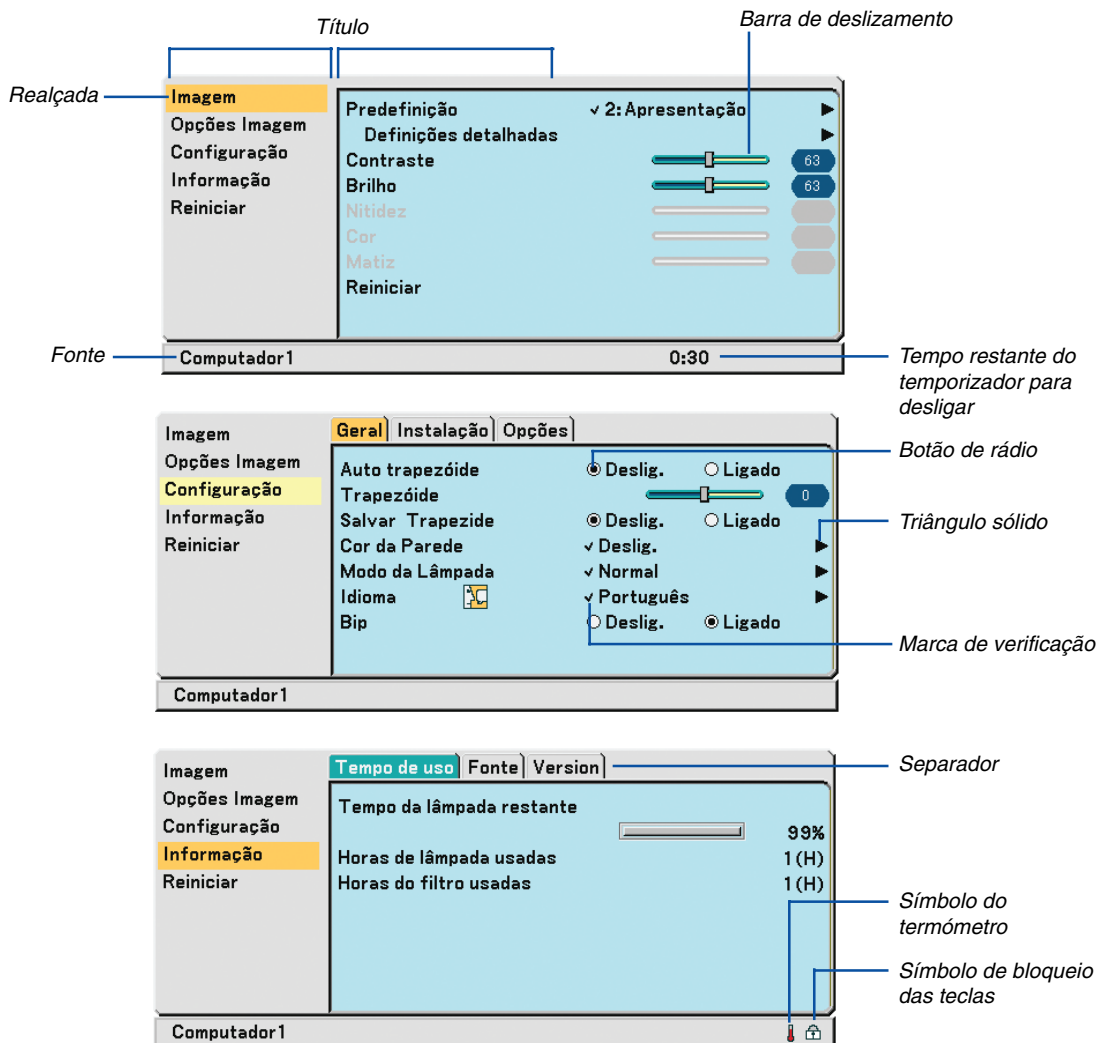 Título
Barra de deslizamento
Realçada
Imagem
Opções Imagem
Configuração
Informação
Reiniciar
Predefinição ✓ 2: Apresentação
Definições detalhadas
Contraste 63
Brilho 63
Nitidez
Cor
Matiz
Reiniciar
Fonte
Computador1 0:30
Tempo restante do
temporizador para
desligar
Imagem
Opções Imagem
Configuração
Informação
Reiniciar
Geral Instalação Opções
Auto trapezóide Deslig. Ligado
Trapezóide 0
Salvar Trapezide Deslig. Ligado
Cor da Parede ✓ Deslig.
Modo da Lâmpada ✓ Normal
Idioma ✓ Português
Bip Deslig. Ligado
Botão de rádio
Triângulo sólido
Marca de verificação
Computador1
Imagem
Opções Imagem
Configuração
Informação
Reiniciar
Tempo de uso Fonte Version
Separador
Tempo da lâmpada restante
99%
Horas de lâmpada usadas 1(H)
Horas do filtro usadas 1(H)
Símbolo do
termómetro
Símbolo de bloqueio
das teclas
Computador1